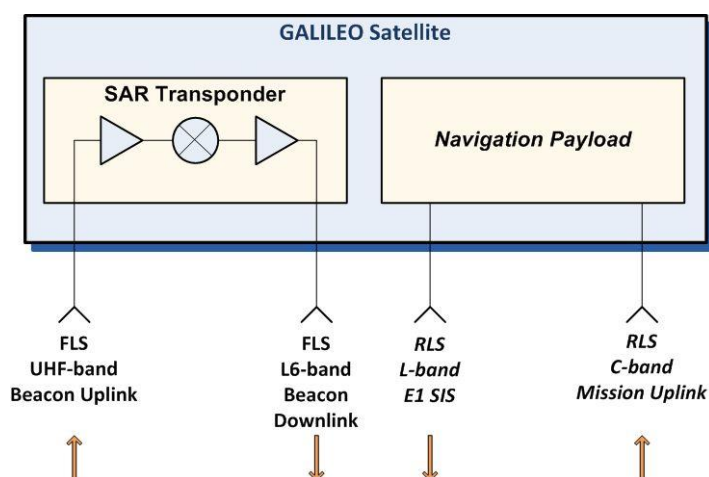 GALILEO Satellite
SAR Transponder
Navigation Payload
FLS
UHF-band
Beacon Uplink
FLS
L6-band
Beacon
Downlink
RLS
L-band
E1 SIS
RLS
C-band
Mission Uplink